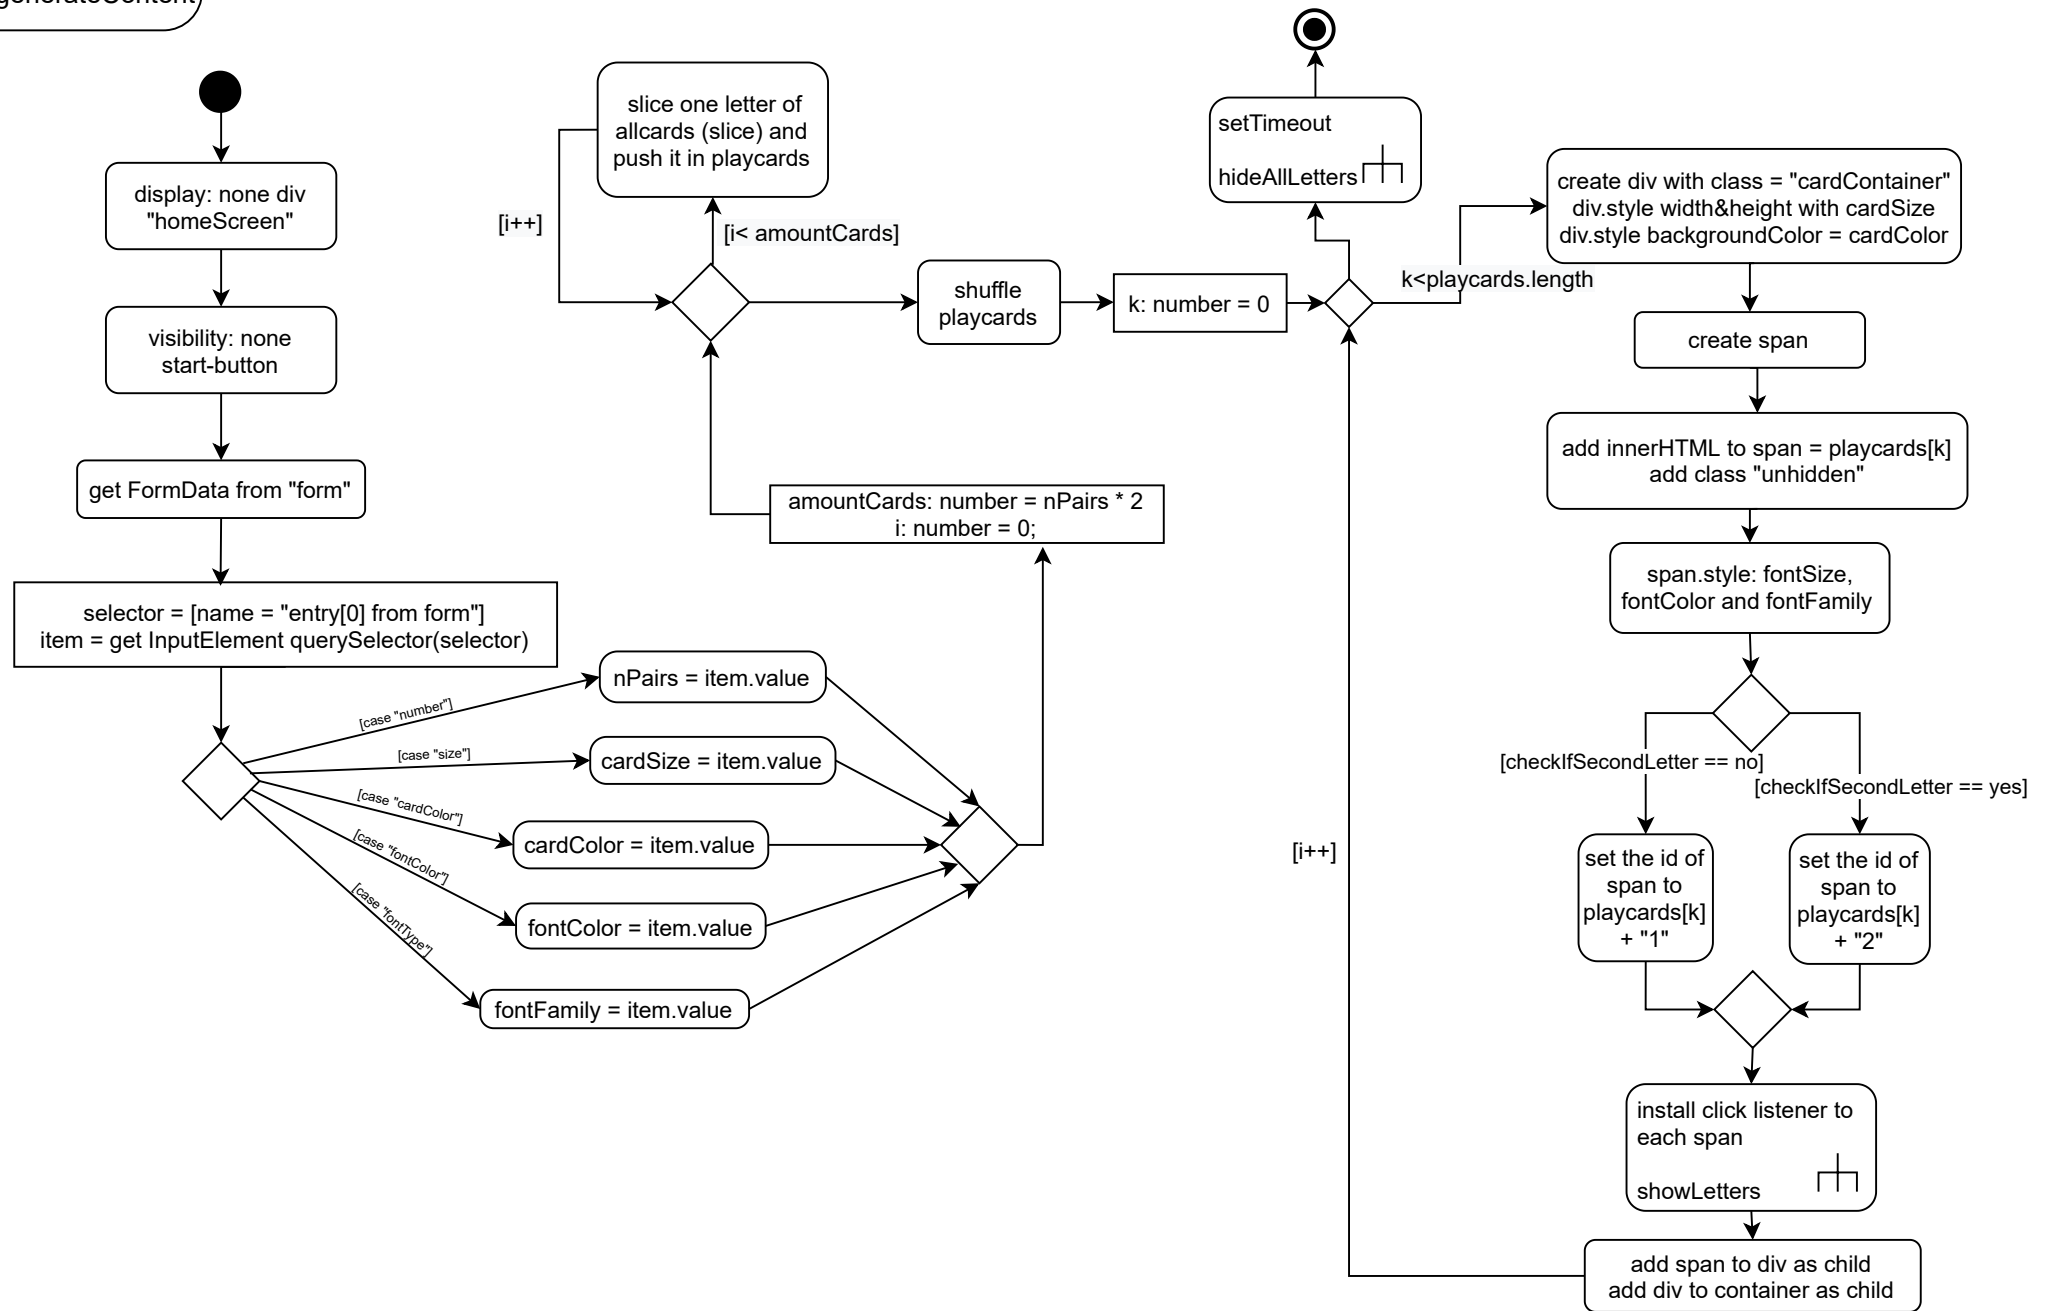 generateContent
display: none div
"homeScreen"
visibility: none
start-button
get FormData from "form"
selector = [name = "entry[0] from form"]
item = get InputElement querySelector(selector)
[case "number"]
[case "size"]
[case "cardColor"]
[case "fontColor"]
[case "fontType"]
nPairs = item.value
cardSize = item.value
cardColor = item.value
fontColor = item.value
fontFamily = item.value
amountCards: number = nPairs * 2
i: number = 0;
slice one letter of
allcards (slice) and
push it in playcards
[i++]
[i< amountCards]
shuffle
playcards
k: number = 0
setTimeout
hideAllLetters
k<playcards.length
create div with class = "cardContainer"
div.style width&height with cardSize
div.style backgroundColor = cardColor
create span
add innerHTML to span = playcards[k]
add class "unhidden"
span.style: fontSize,
fontColor and fontFamily
[checkIfSecondLetter == no]
[checkIfSecondLetter == yes]
set the id of
span to
playcards[k]
+ "1"
set the id of
span to
playcards[k]
+ "2"
install click listener to
each span
showLetters
add span to div as child
add div to container as child
[i++]